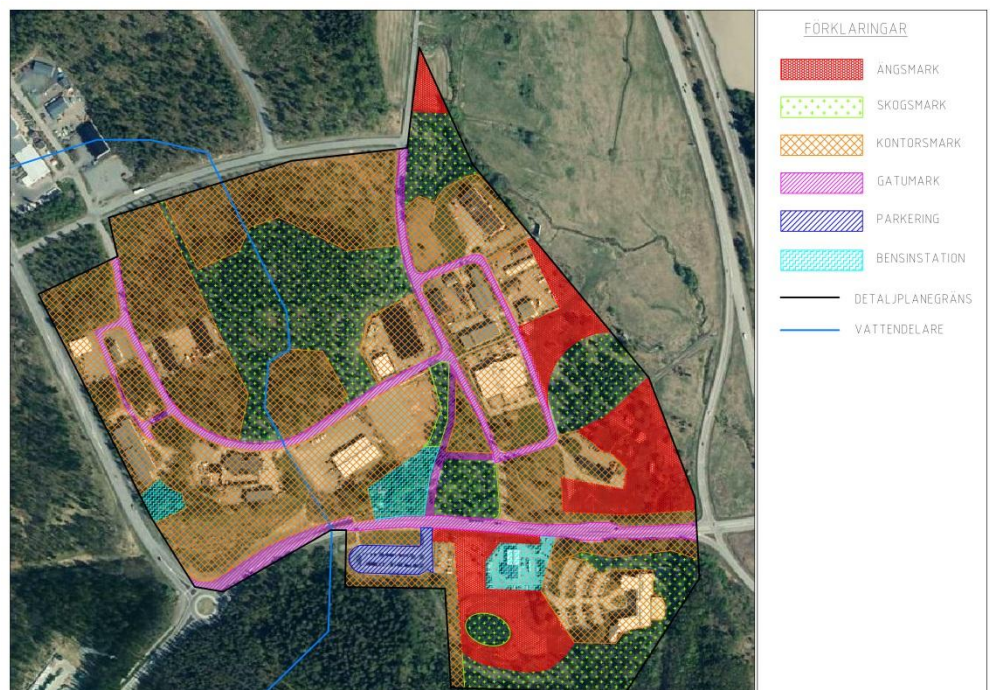 FÖRKLARINGAR
ÄNGSMARK
SKOGSMARK
KONTORSMARK
GATUMARK
PARKERING
BENSINSTATION
DETALJPLANEGRÄNS
VATTENDELARE